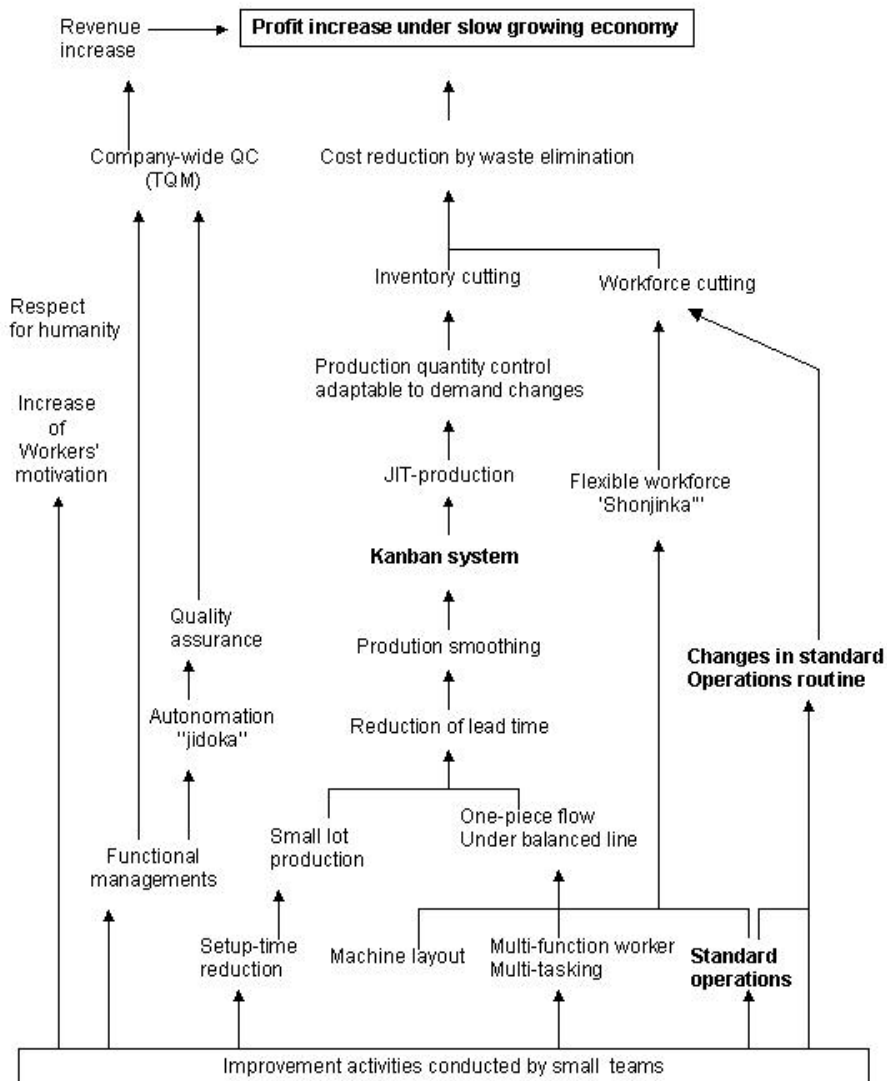 Revenue
increase
Profit increase under slow growing economy
Company-wide QC
(TQM)
Cost reduction by waste elimination
Inventory cutting
Workforce cutting
Respect
for humanity
Production quantity control
adaptable to demand changes
Increase
of
Workers'
motivation
JIT-production
Flexible workforce
'Shonjinka"'
Kanban system
Quality
assurance
Prodution smoothing
Changes in standard
Operations routine
Autonomation
"jidoka"
Reduction of lead time
Small lot
production
One-piece flow
Under balanced line
Functional
managements
Setup-time
reduction
Machine layout
Multi-function worker
Multi-tasking
Standard
operations
Improvement activities conducted by small teams